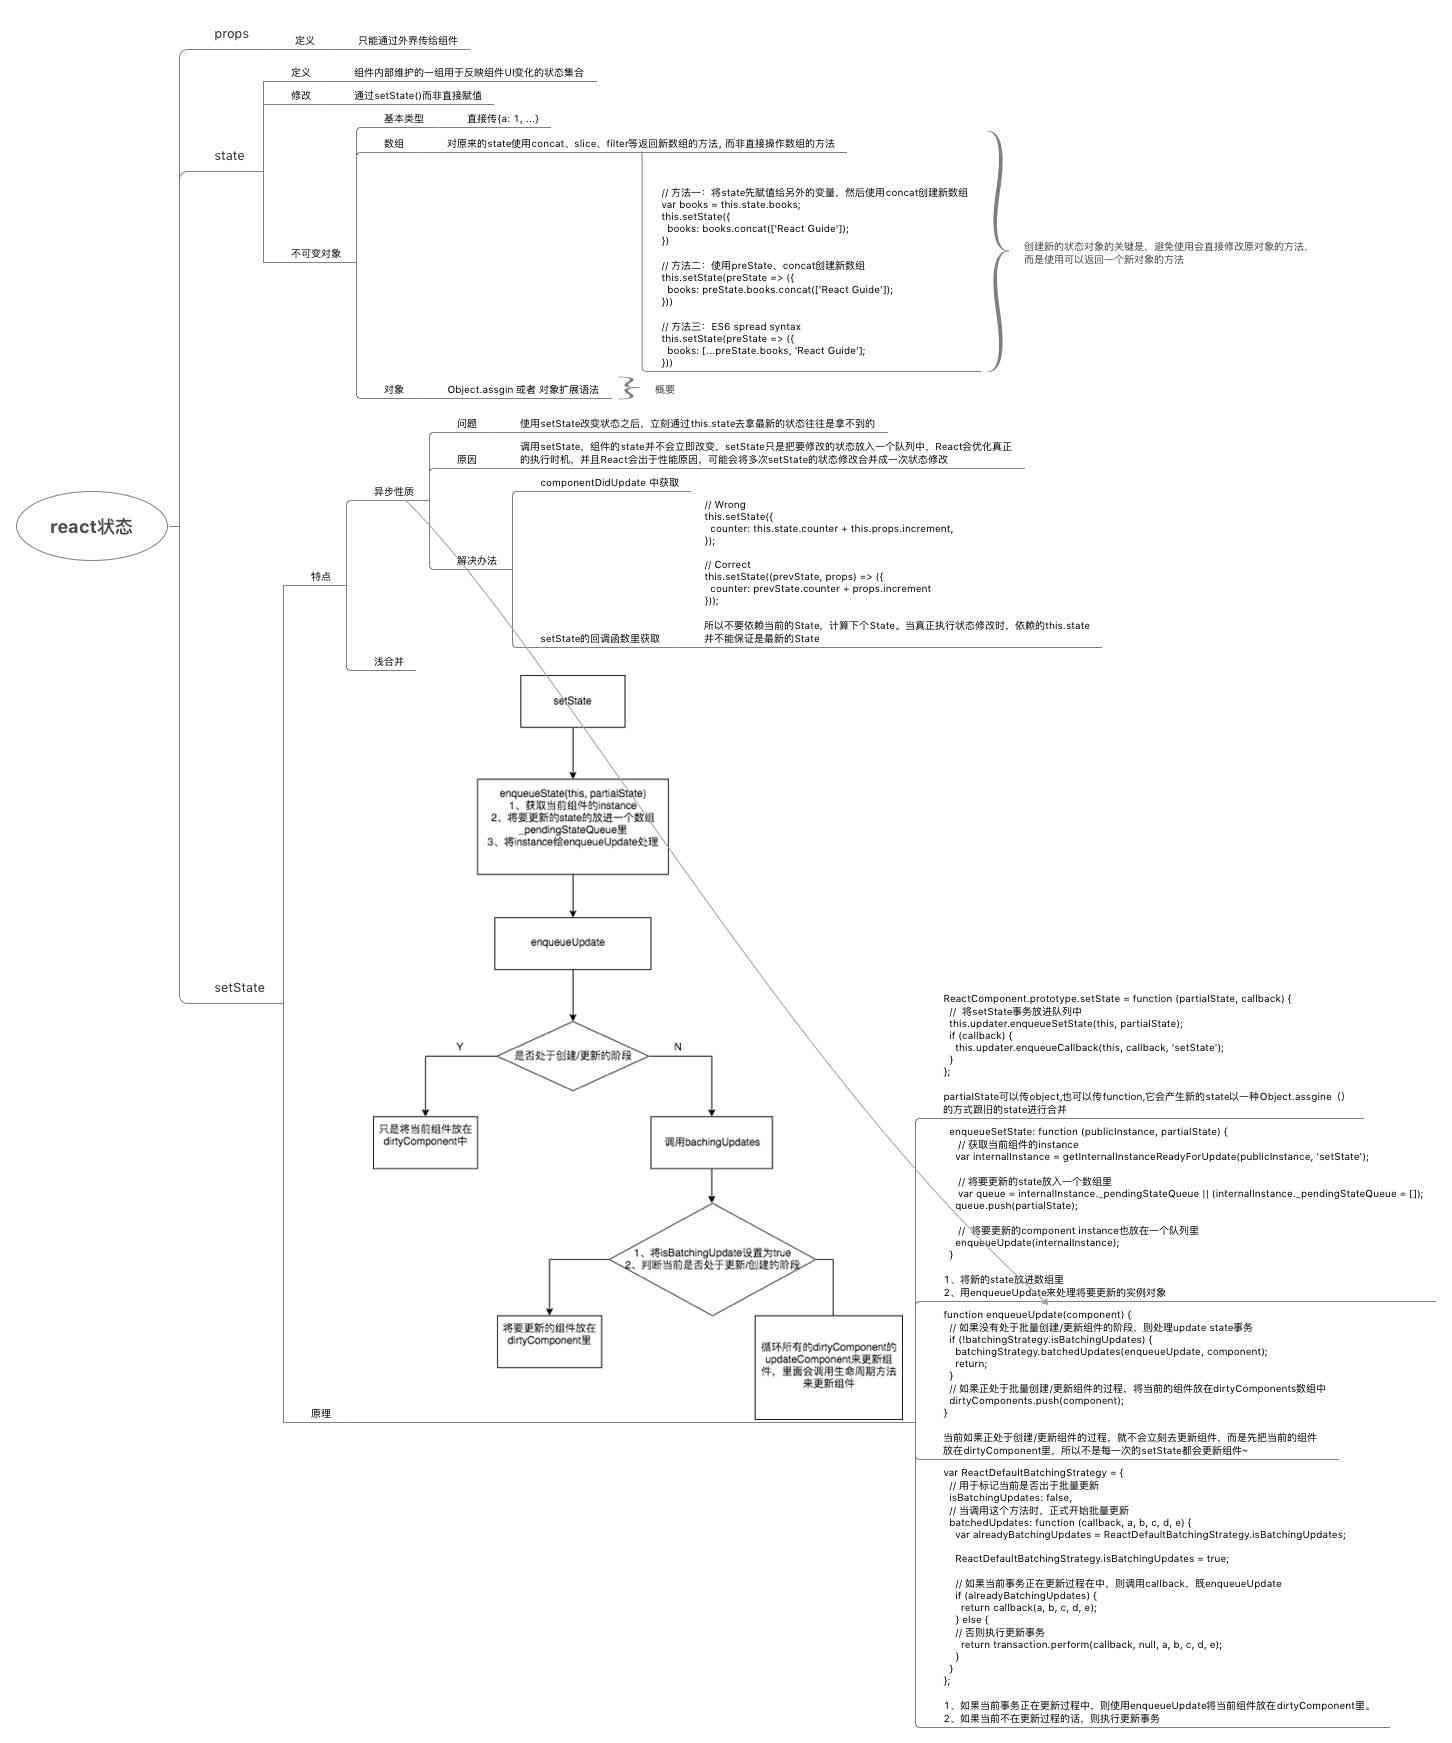 props
定义
只能通过外界传给组件
定义
组件内部维护的一组用于反映组件UI变化的状态集合
修改
通过setState()而非直接赋值
state
不可变对象
基本类型
直接传{a: 1, ...}
数组
对原来的state使用concat、slice、filter等返回新数组的方法, 而非直接操作数组的方法
// 方法一：将state先赋值给另外的变量，然后使用concat创建新数组
var books = this.state.books;
this.setState({
books: books.concat(['React Guide']);
})
// 方法二：使用preState、concat创建新数组
this.setState(preState => ({
books: preState.books.concat(['React Guide']);
}))
// 方法三：ES6 spread syntax
this.setState(preState => ({
books: [...preState.books, 'React Guide'];
}))
创建新的状态对象的关键是，避免使用会直接修改原对象的方法，
而是使用可以返回一个新对象的方法
对象
Object.assgin 或者 对象扩展语法
概要
react状态
setState
特点
异步性质
问题
使用setState改变状态之后，立刻通过this.state去拿最新的状态往往是拿不到的
原因
调用setState，组件的state并不会立即改变，setState只是把要修改的状态放入一个队列中，React会优化真正
的执行时机，并且React会出于性能原因，可能会将多次setState的状态修改合并成一次状态修改
解决办法
componentDidUpdate 中获取
setState的回调函数里获取
// Wrong
this.setState({
counter: this.state.counter + this.props.increment,
});
// Correct
this.setState((prevState, props) => ({
counter: prevState.counter + props.increment
}));
所以不要依赖当前的State，计算下个State。当真正执行状态修改时，依赖的this.state
并不能保证是最新的State
浅合并
原理
setState
enqueueState(this, partialState)
1、获取当前组件的instance
2、将要更新的state的放进一个数组
_pendingStateQueue里
3、将instance给enqueueUpdate处理
enqueueUpdate
是否处于创建/更新的阶段
Y
N
只是将当前组件放在
dirtyComponent中
调用bachingUpdates
1、将isBatchingUpdate设置为true
2、判断当前是否处于更新/创建的阶段
将要更新的组件放在
dirtyComponent里
循环所有的dirtyComponent的
updateComponent来更新组
件，里面会调用生命周期方法
来更新组件
ReactComponent.prototype.setState = function (partialState, callback) {
//  将setState事务放进队列中
this.updater.enqueueSetState(this, partialState);
if (callback) {
this.updater.enqueueCallback(this, callback, 'setState');
}
};
partialState可以传object,也可以传function,它会产生新的state以一种Object.assgine（）
的方式跟旧的state进行合并
enqueueSetState: function (publicInstance, partialState) {
// 获取当前组件的instance
var internalInstance = getInternalInstanceReadyForUpdate(publicInstance, 'setState');
// 将要更新的state放入一个数组里
var queue = internalInstance._pendingStateQueue || (internalInstance._pendingStateQueue = []);
queue.push(partialState);
//  将要更新的component instance也放在一个队列里
enqueueUpdate(internalInstance);
}
1、将新的state放进数组里
2、用enqueueUpdate来处理将要更新的实例对象
function enqueueUpdate(component) {
// 如果没有处于批量创建/更新组件的阶段，则处理update state事务
if (!batchingStrategy.isBatchingUpdates) {
batchingStrategy.batchedUpdates(enqueueUpdate, component);
return;
}
// 如果正处于批量创建/更新组件的过程，将当前的组件放在dirtyComponents数组中
dirtyComponents.push(component);
}
当前如果正处于创建/更新组件的过程，就不会立刻去更新组件，而是先把当前的组件
放在dirtyComponent里，所以不是每一次的setState都会更新组件~
var ReactDefaultBatchingStrategy = {
// 用于标记当前是否出于批量更新
isBatchingUpdates: false,
// 当调用这个方法时，正式开始批量更新
batchedUpdates: function (callback, a, b, c, d, e) {
var alreadyBatchingUpdates = ReactDefaultBatchingStrategy.isBatchingUpdates;
ReactDefaultBatchingStrategy.isBatchingUpdates = true;
// 如果当前事务正在更新过程在中，则调用callback，既enqueueUpdate
if (alreadyBatchingUpdates) {
return callback(a, b, c, d, e);
} else {
// 否则执行更新事务
return transaction.perform(callback, null, a, b, c, d, e);
}
}
};
1、如果当前事务正在更新过程中，则使用enqueueUpdate将当前组件放在dirtyComponent里。
2、如果当前不在更新过程的话，则执行更新事务